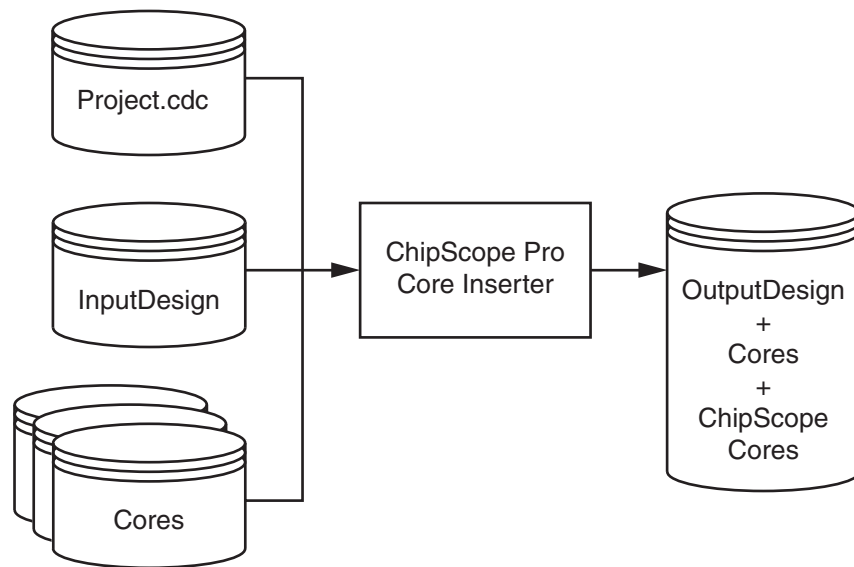 Project.cdc
InputDesign
Cores
ChipScope Pro
Core Inserter
OutputDesign
+
Cores
+
ChipScope
Cores